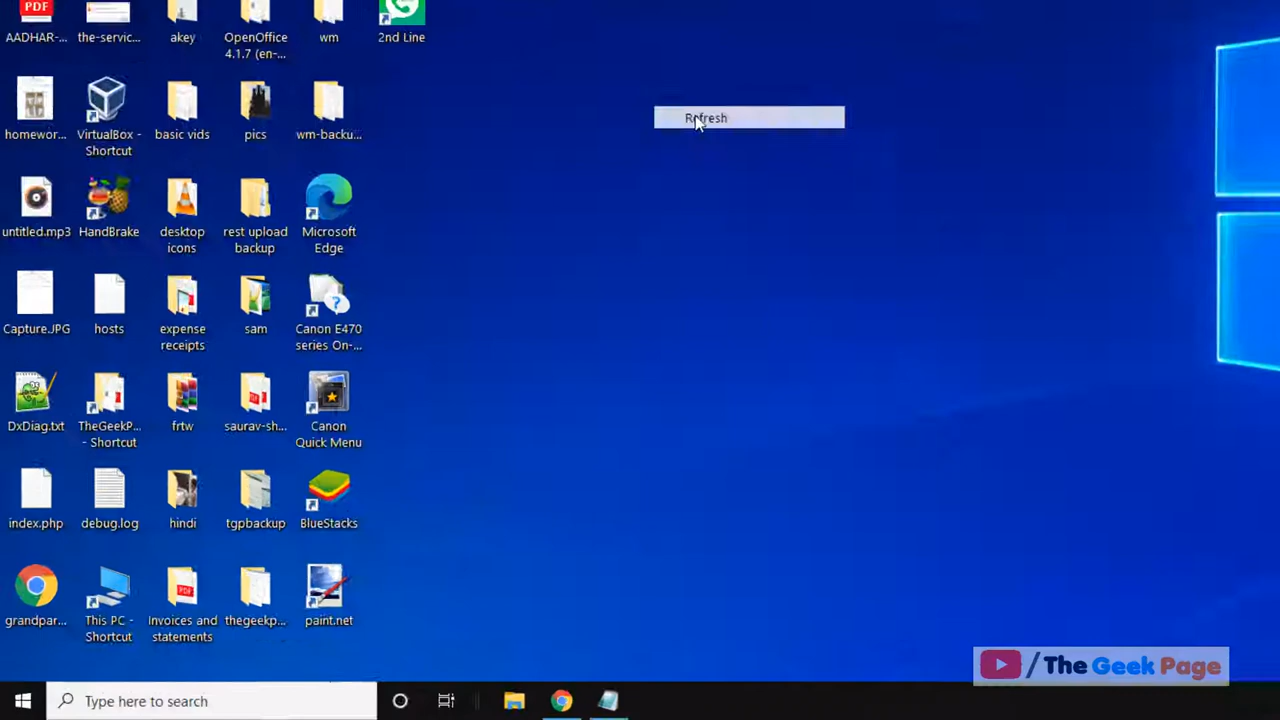 AADHAR-...
the-servic...
akey
OpenOffice
4.1.7 (en-...
wm
2nd Line
homewor...
VirtualBox -
Shortcut
basic vids
pics
wm-backu...
Refresh
untitled.mp3
HandBrake
desktop
icons
rest upload
backup
Microsoft
Edge
Capture.JPG
hosts
expense
receipts
sam
Canon E470
series On-...
DxDiag.txt
TheGeekP...
- Shortcut
frtw
saurav-sh...
Canon
Quick Menu
index.php
debug.log
hindi
tgpbackup
BlueStacks
grandpar...
This PC -
Shortcut
Invoices and
statements
thegeekp...
paint.net
/The Geek Page
Type here to search
PDF
PDF